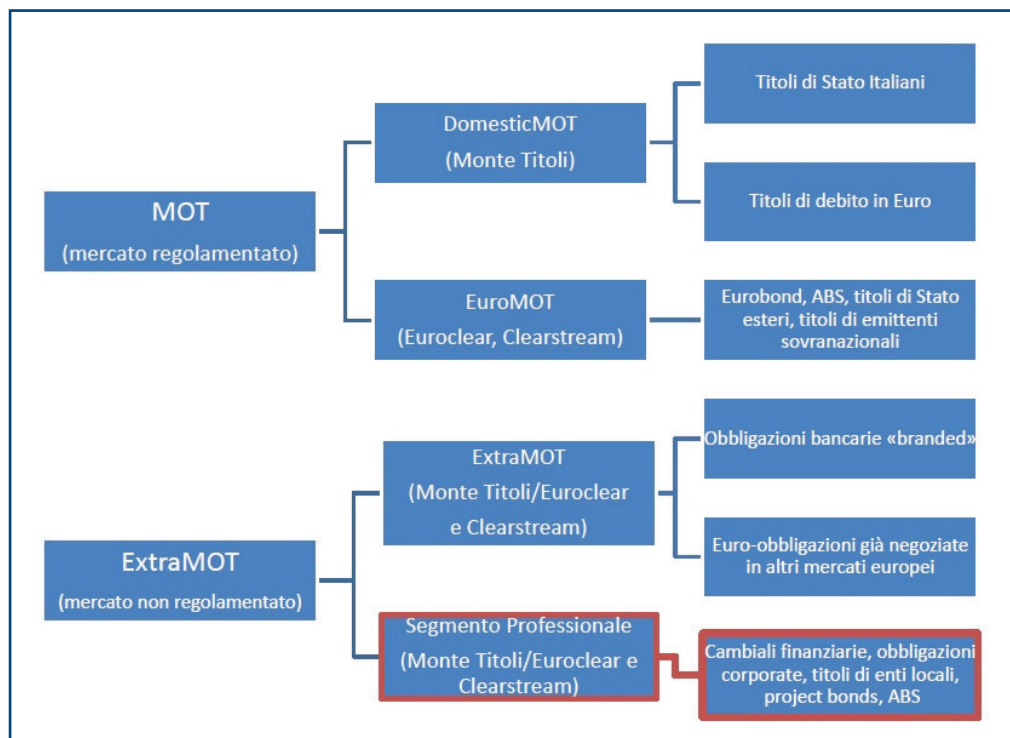 MOT
(mercato regolamentato)
DomesticMOT
(Monte Titoli)
Titoli di Stato Italiani
Titoli di debito in Euro
EuroMOT
(Euroclear, Clearstream)
Eurobond, ABS, titoli di Stato
esteri, titoli di emittenti
sovranazionali
ExtraMOT
(mercato non regolamentato)
ExtraMOT
(Monte Titoli/Euroclear
e Clearstream)
Obbligazioni bancarie «branded»
Euro-obbligazioni già negoziate
in altri mercati europei
Segmento Professionale
(Monte Titoli/Euroclear e
Clearstream)
Cambiali finanziarie, obbligazioni
corporate, titoli di enti locali,
project bonds, ABS